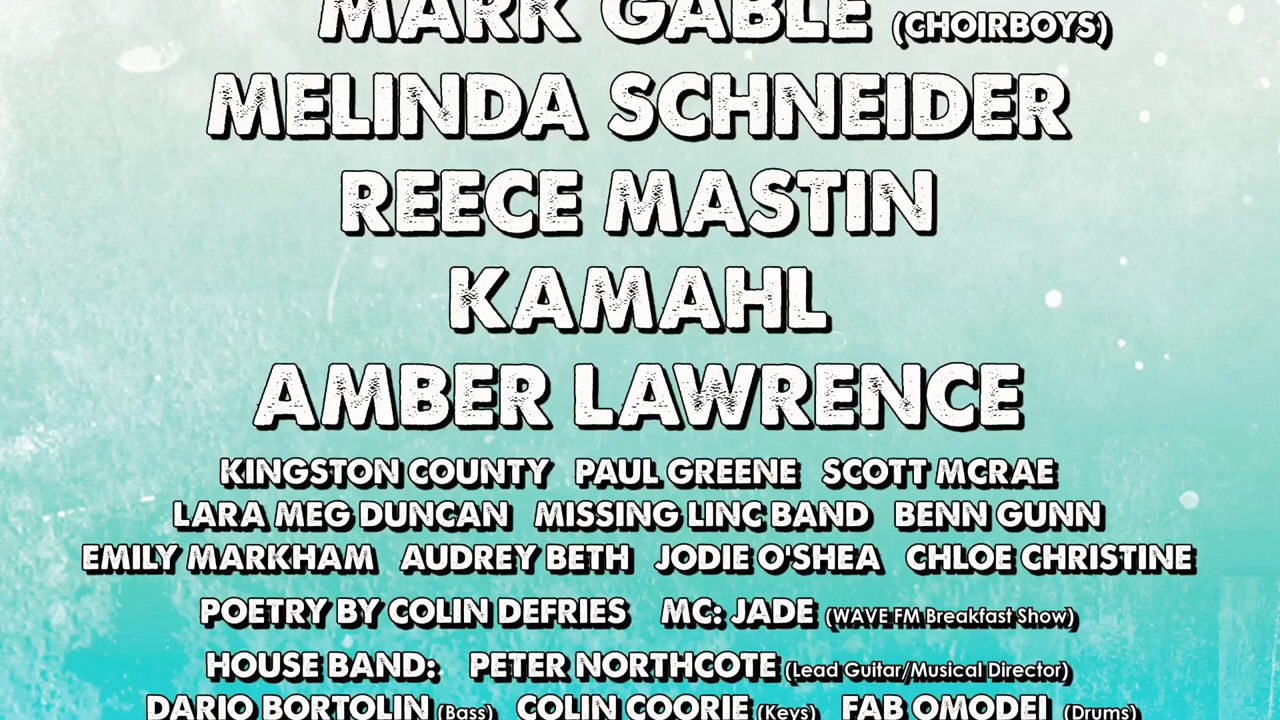 MARK GABLE (CHOIRBOYS)
MELINDA SCHNEIDER
REECE MASTIN
KAMAHL
AMBER LAWRENCE
KINGSTON COUNTY PAUL GREENE SCOTT MCRAE
LARA MEG DUNCAN MISSING LINC BAND BENN GUNN
EMILY MARKHAM AUDREY BETH JODIE O'SHEA CHLOE CHRISTINE
POETRY BY COLIN DEFRIES MC: JADE (WAVE FM Breakfast Show)
HOUSE BAND: PETER NORTHCOTE (Lead Guitar/Musical Director)
DARIO BORTOLIN (Bass) COLIN COORIE (Keys) FAB OMODEI (Drums)